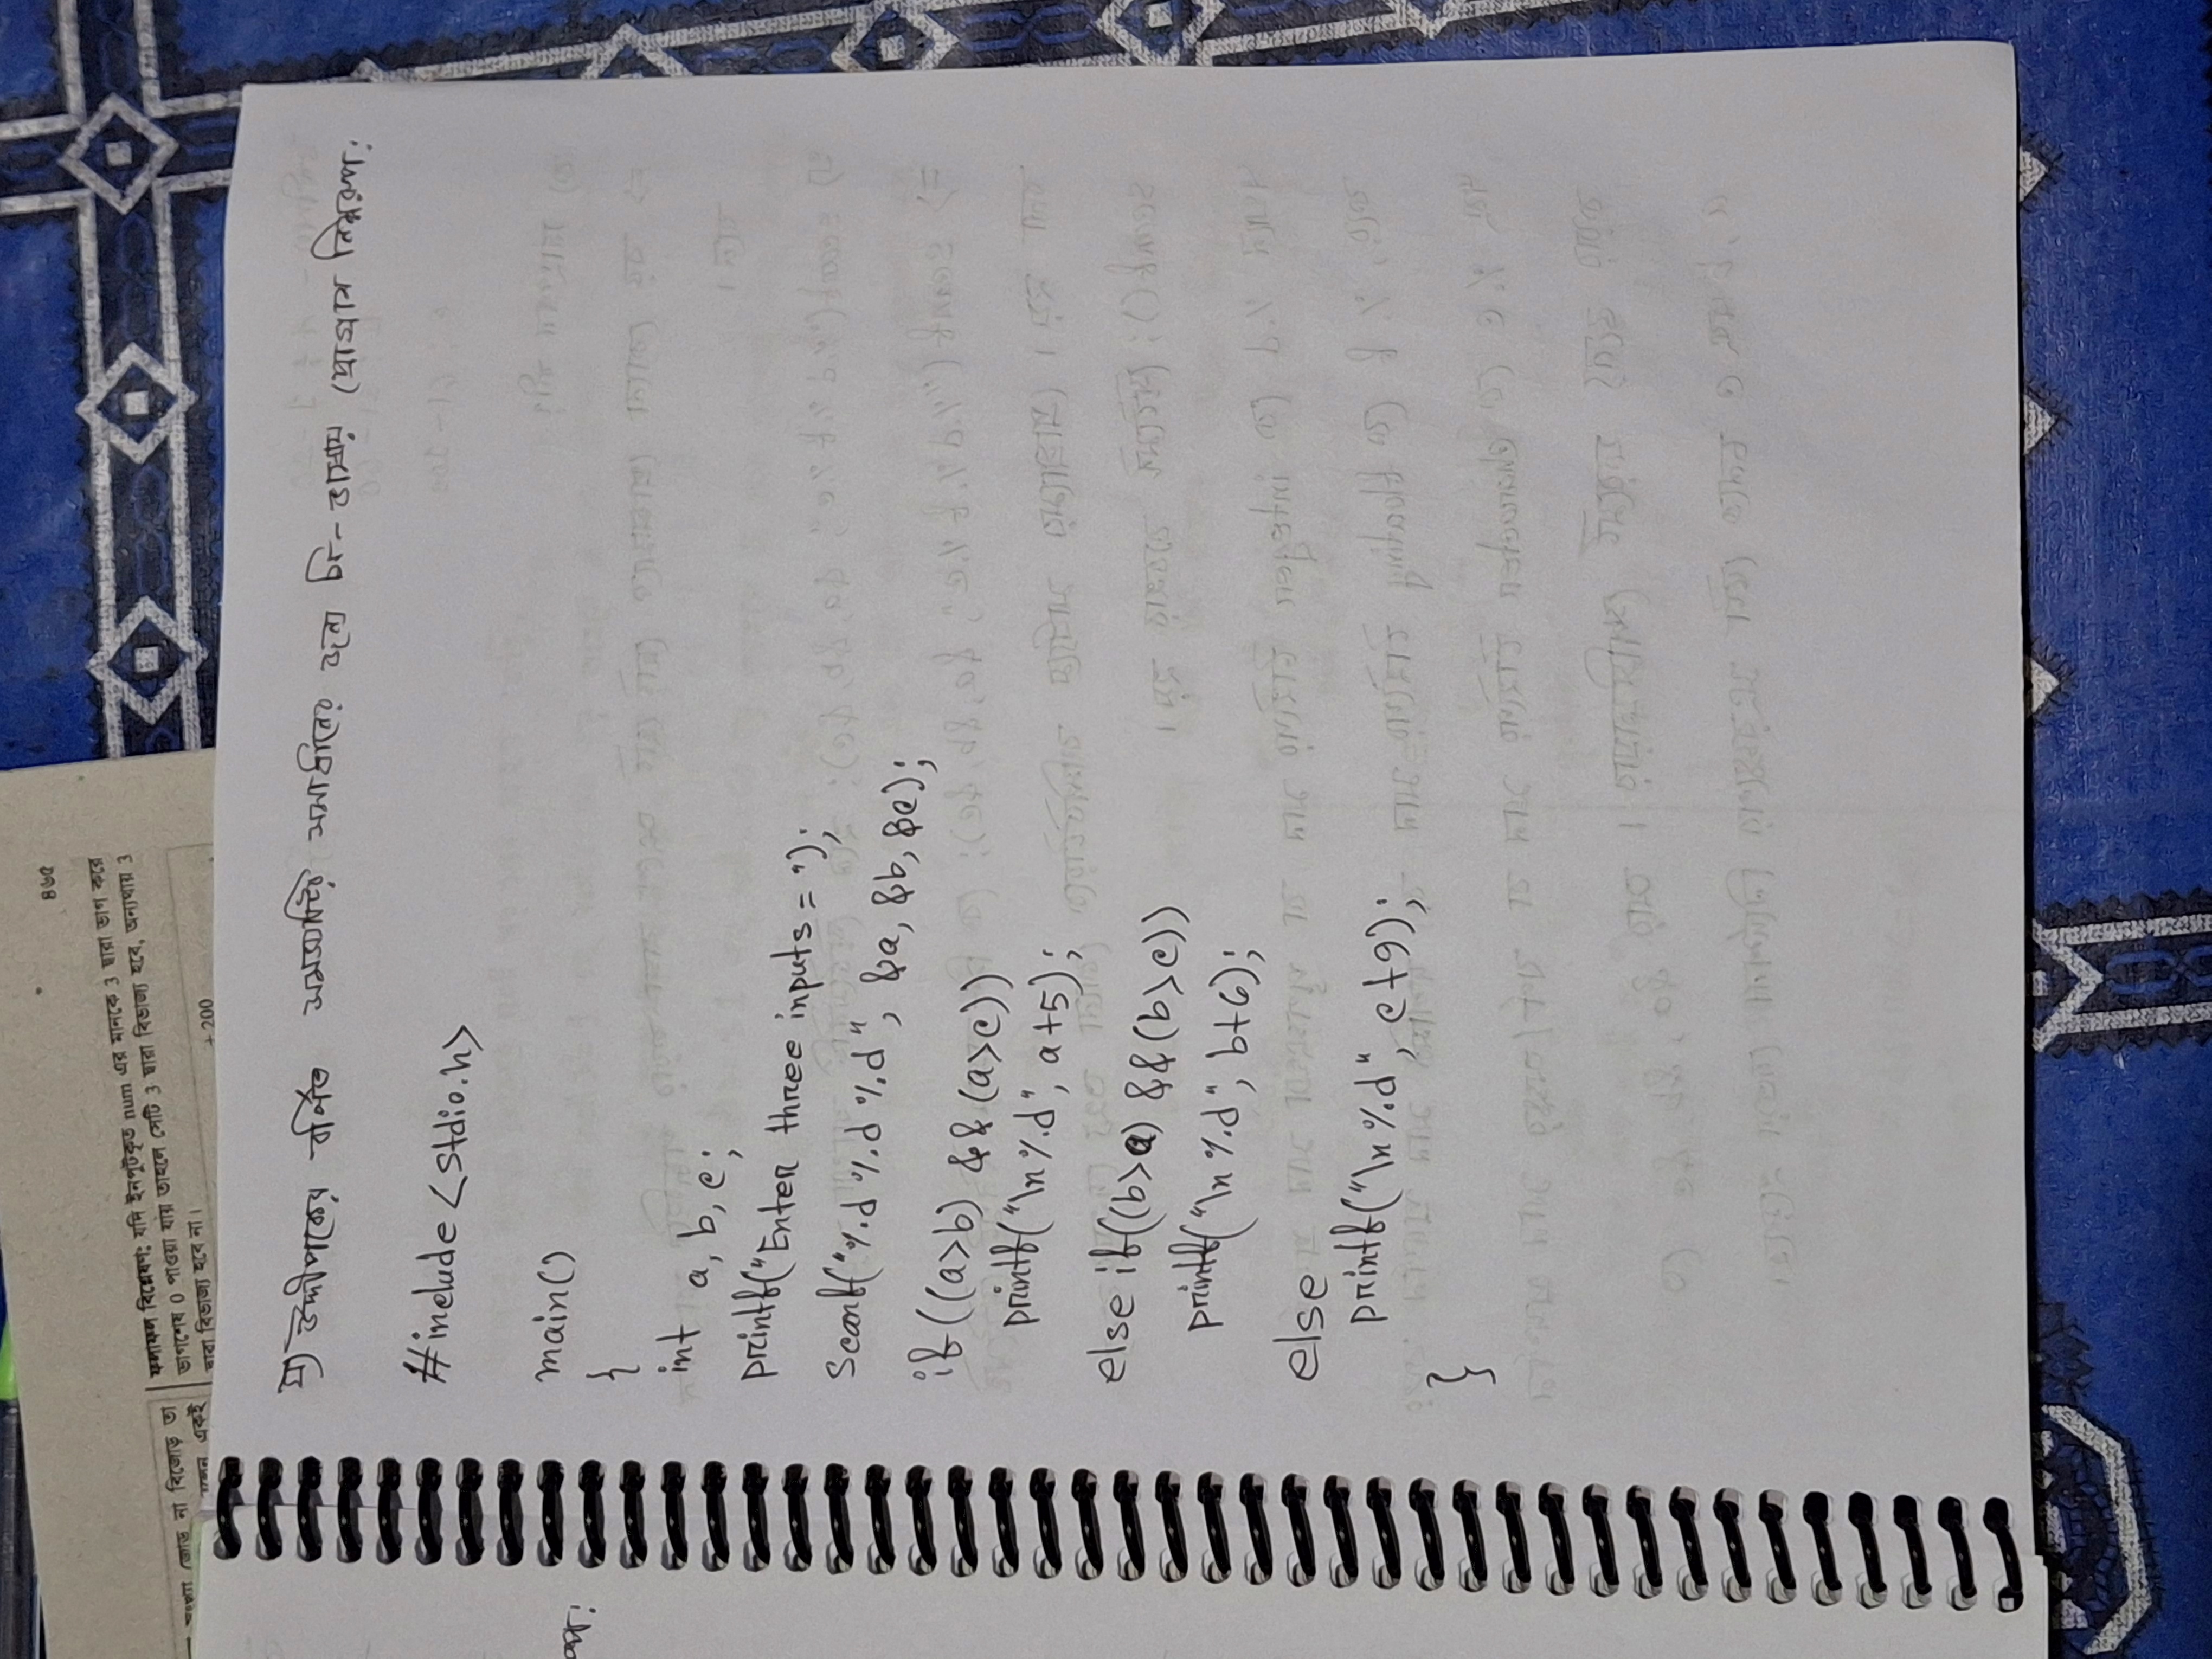 ৪৬৫
ফলাফল বিশ্লেষণ: যদি ইনপুটকৃত num এর মানকে 3 দ্বারা ভাগ করে
ভাগশেষ 0 পাওয়া যায় তাহলে সেটি 3 দ্বারা বিভাজ্য হবে, অন্যথায় 3
দ্বারা বিভাজ্য হবে না।
জোড় না বিজোড় তা
একই
+ 200
ঘ) উদ্দীপকের বর্ণিত সমস্যাটির সমাধানের জন্য সি-ভাষায় প্রোগ্রাম নিম্নরূপ:
#include <stdio.h>
main()
{
int a, b, c;
printf("Enter three inputs = ");
scanf("%d %d %d", &a, &b, &c);
if((a>b) && (a>c))
printf("\n %d", a+5);
else if((b>a) && (b>c))
printf("\n %d", b+6);
else
printf("\n %d", c+9);
}